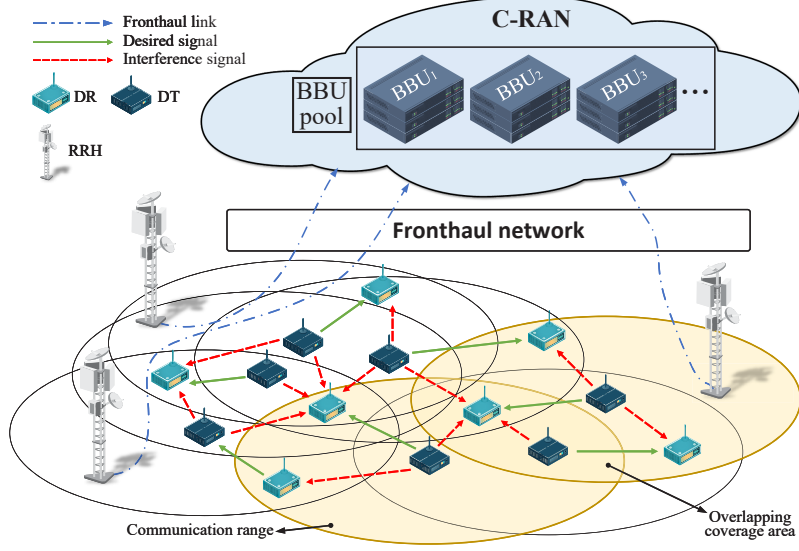 Fronthaul link
Desired signal
Interference signal
DR
DT
RRH
C-RAN
BBU
pool
BBU1
BBU2
BBU3
...
Fronthaul network
Communication range
Overlapping
coverage area